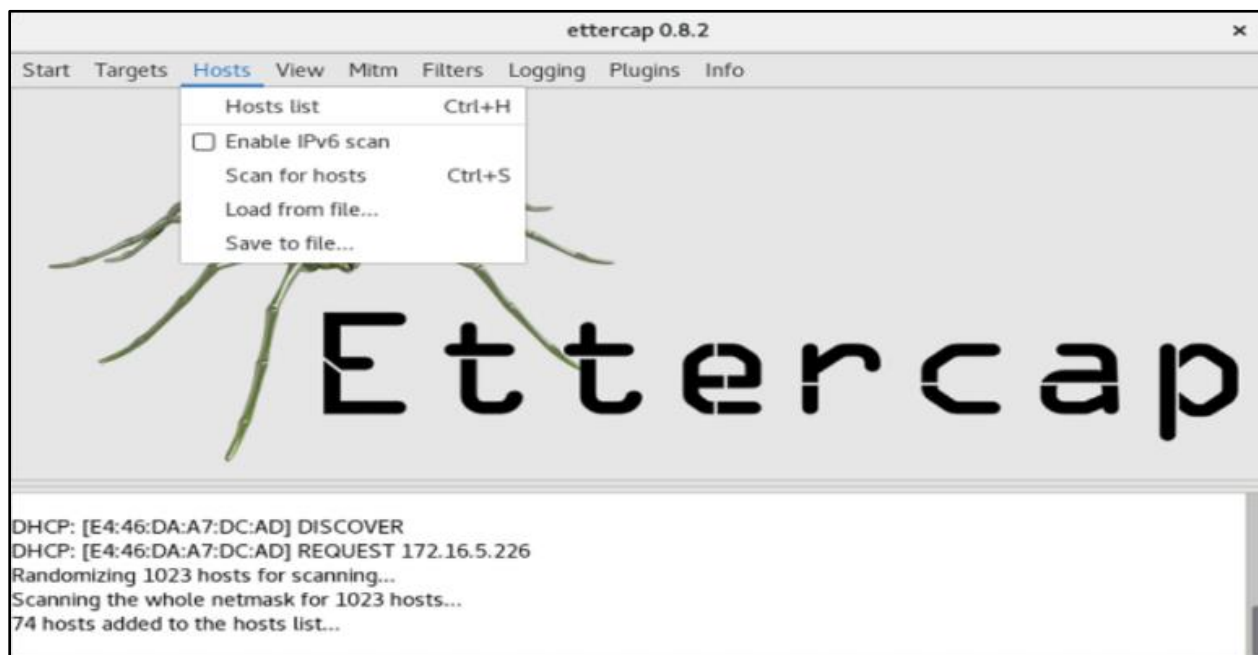 ettercap 0.8.2 ×
Start Targets Hosts View Mitm Filters Logging Plugins Info
Hosts list Ctrl+H
Enable IPv6 scan
Scan for hosts Ctrl+S
Load from file...
Save to file...
Ettercap
DHCP: [E4:46:DA:A7:DC:AD] DISCOVER
DHCP: [E4:46:DA:A7:DC:AD] REQUEST 172.16.5.226
Randomizing 1023 hosts for scanning...
Scanning the whole netmask for 1023 hosts...
74 hosts added to the hosts list...